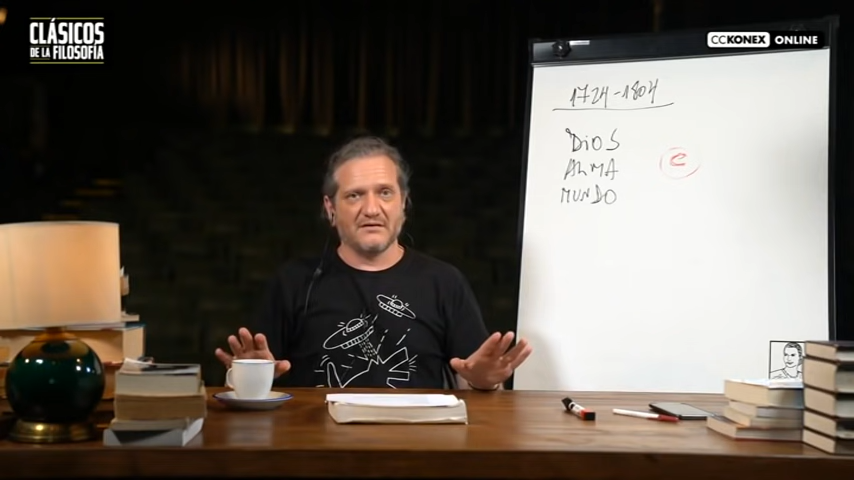 CLÁSICOS
DE LA FILOSOFÍA
CCKONEX ONLINE
1724-1804
DIOS
ALMA
MUNDO
e